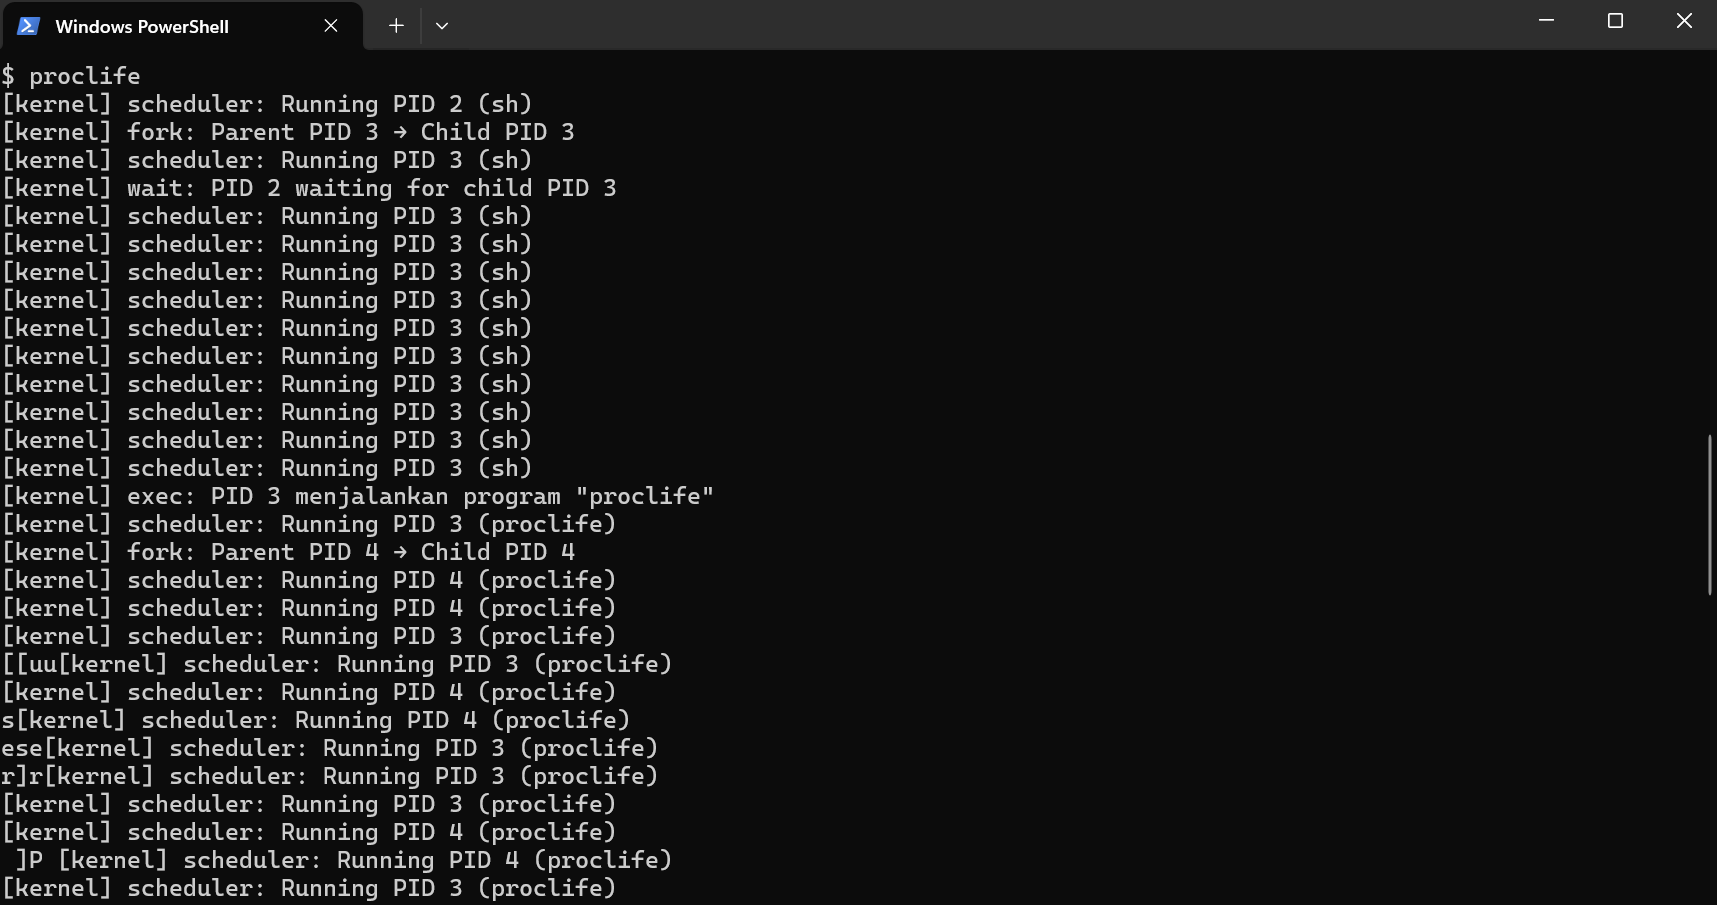 Windows PowerShell
$ proclife
[kernel] scheduler: Running PID 2 (sh)
[kernel] fork: Parent PID 3 → Child PID 3
[kernel] scheduler: Running PID 3 (sh)
[kernel] wait: PID 2 waiting for child PID 3
[kernel] scheduler: Running PID 3 (sh)
[kernel] scheduler: Running PID 3 (sh)
[kernel] scheduler: Running PID 3 (sh)
[kernel] scheduler: Running PID 3 (sh)
[kernel] scheduler: Running PID 3 (sh)
[kernel] scheduler: Running PID 3 (sh)
[kernel] scheduler: Running PID 3 (sh)
[kernel] scheduler: Running PID 3 (sh)
[kernel] scheduler: Running PID 3 (sh)
[kernel] scheduler: Running PID 3 (sh)
[kernel] exec: PID 3 menjalankan program "proclife"
[kernel] scheduler: Running PID 3 (proclife)
[kernel] fork: Parent PID 4 → Child PID 4
[kernel] scheduler: Running PID 4 (proclife)
[kernel] scheduler: Running PID 4 (proclife)
[kernel] scheduler: Running PID 3 (proclife)
[[uu[kernel] scheduler: Running PID 3 (proclife)
[kernel] scheduler: Running PID 4 (proclife)
s[kernel] scheduler: Running PID 4 (proclife)
ese[kernel] scheduler: Running PID 3 (proclife)
r]r[kernel] scheduler: Running PID 3 (proclife)
[kernel] scheduler: Running PID 3 (proclife)
[kernel] scheduler: Running PID 4 (proclife)
 ]P [kernel] scheduler: Running PID 4 (proclife)
[kernel] scheduler: Running PID 3 (proclife)